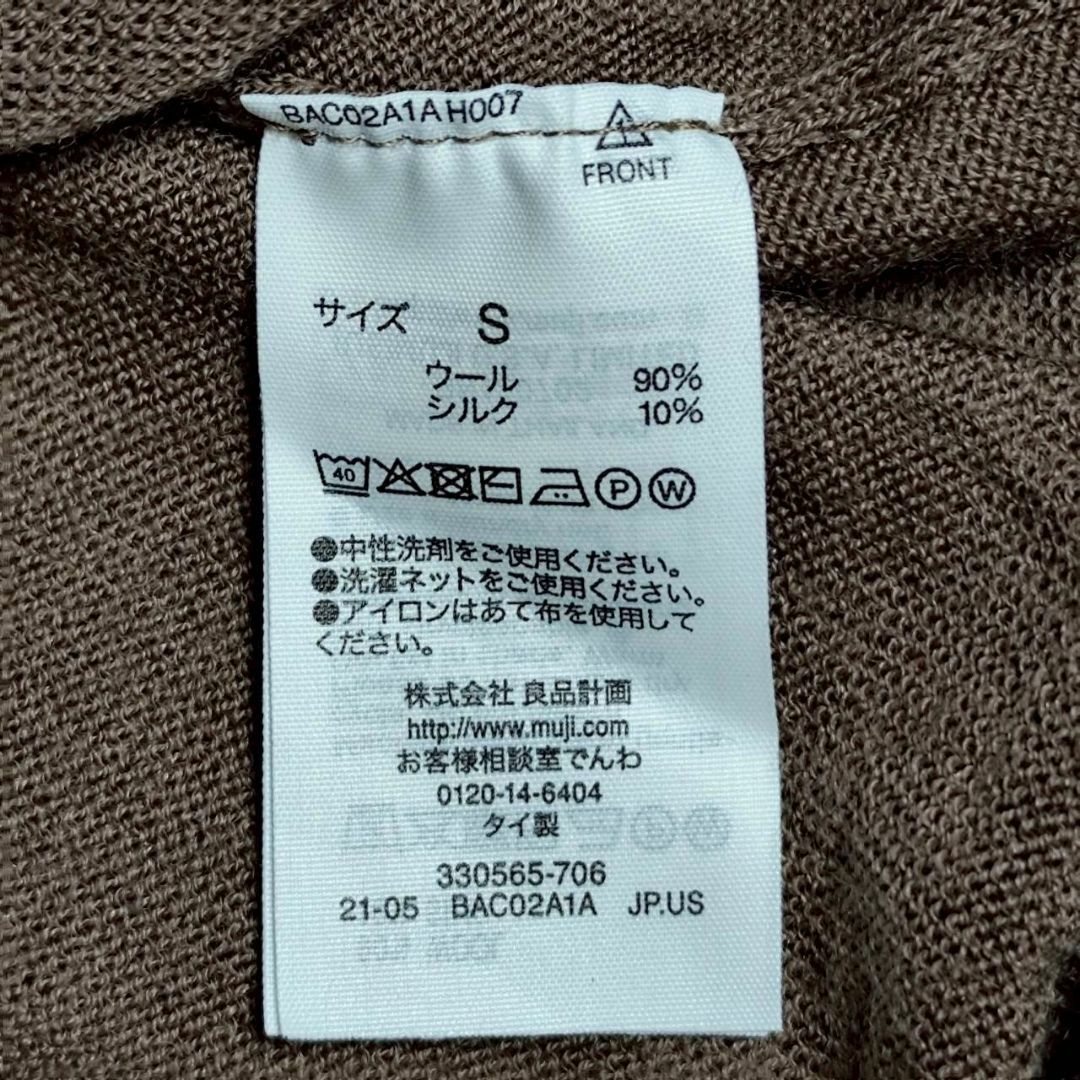 BAC02A1A H007
FRONT
サイズ S
ウール 90%
シルク 10%
40 P W
●中性洗剤をご使用ください。
●洗濯ネットをご使用ください。
●アイロンはあて布を使用して
ください。
株式会社 良品計画
http://www.muji.com
お客様相談室でんわ
0120-14-6404
タイ製
330565-706
21-05 BAC02A1A JP.US